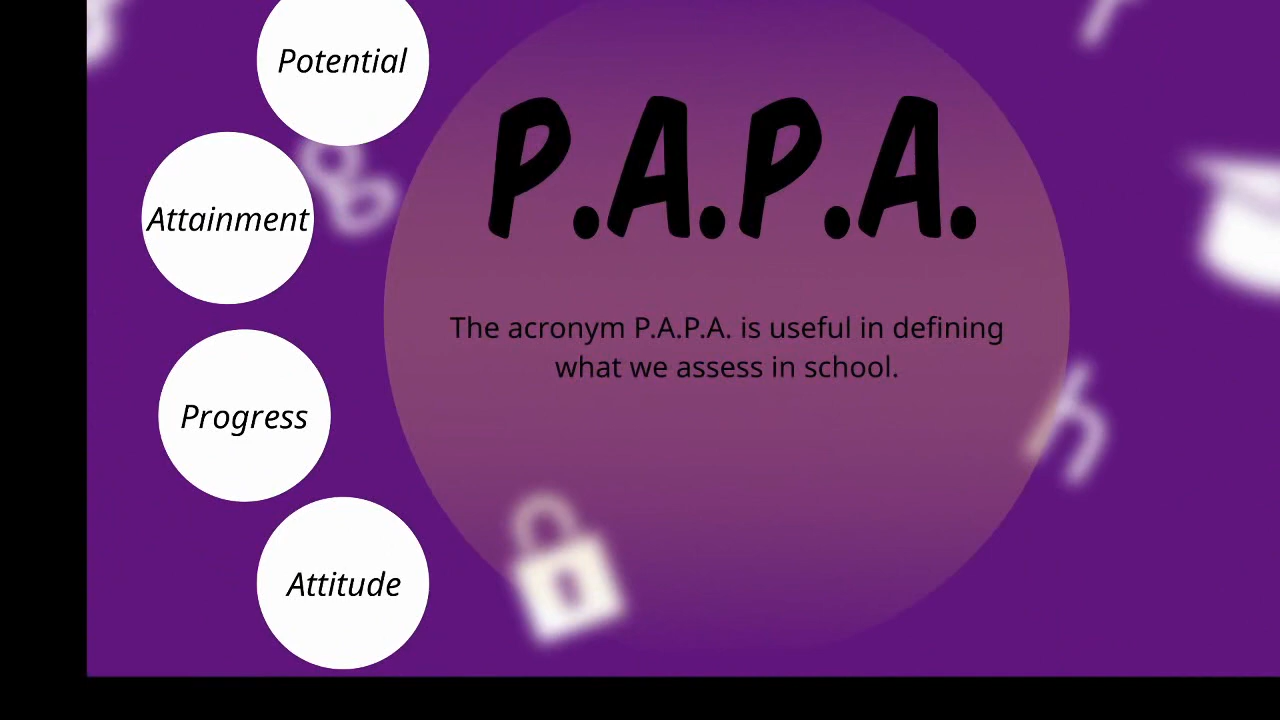 Potential
P.A.P.A.
Attainment
The acronym P.A.P.A. is useful in defining
what we assess in school.
Progress
Attitude